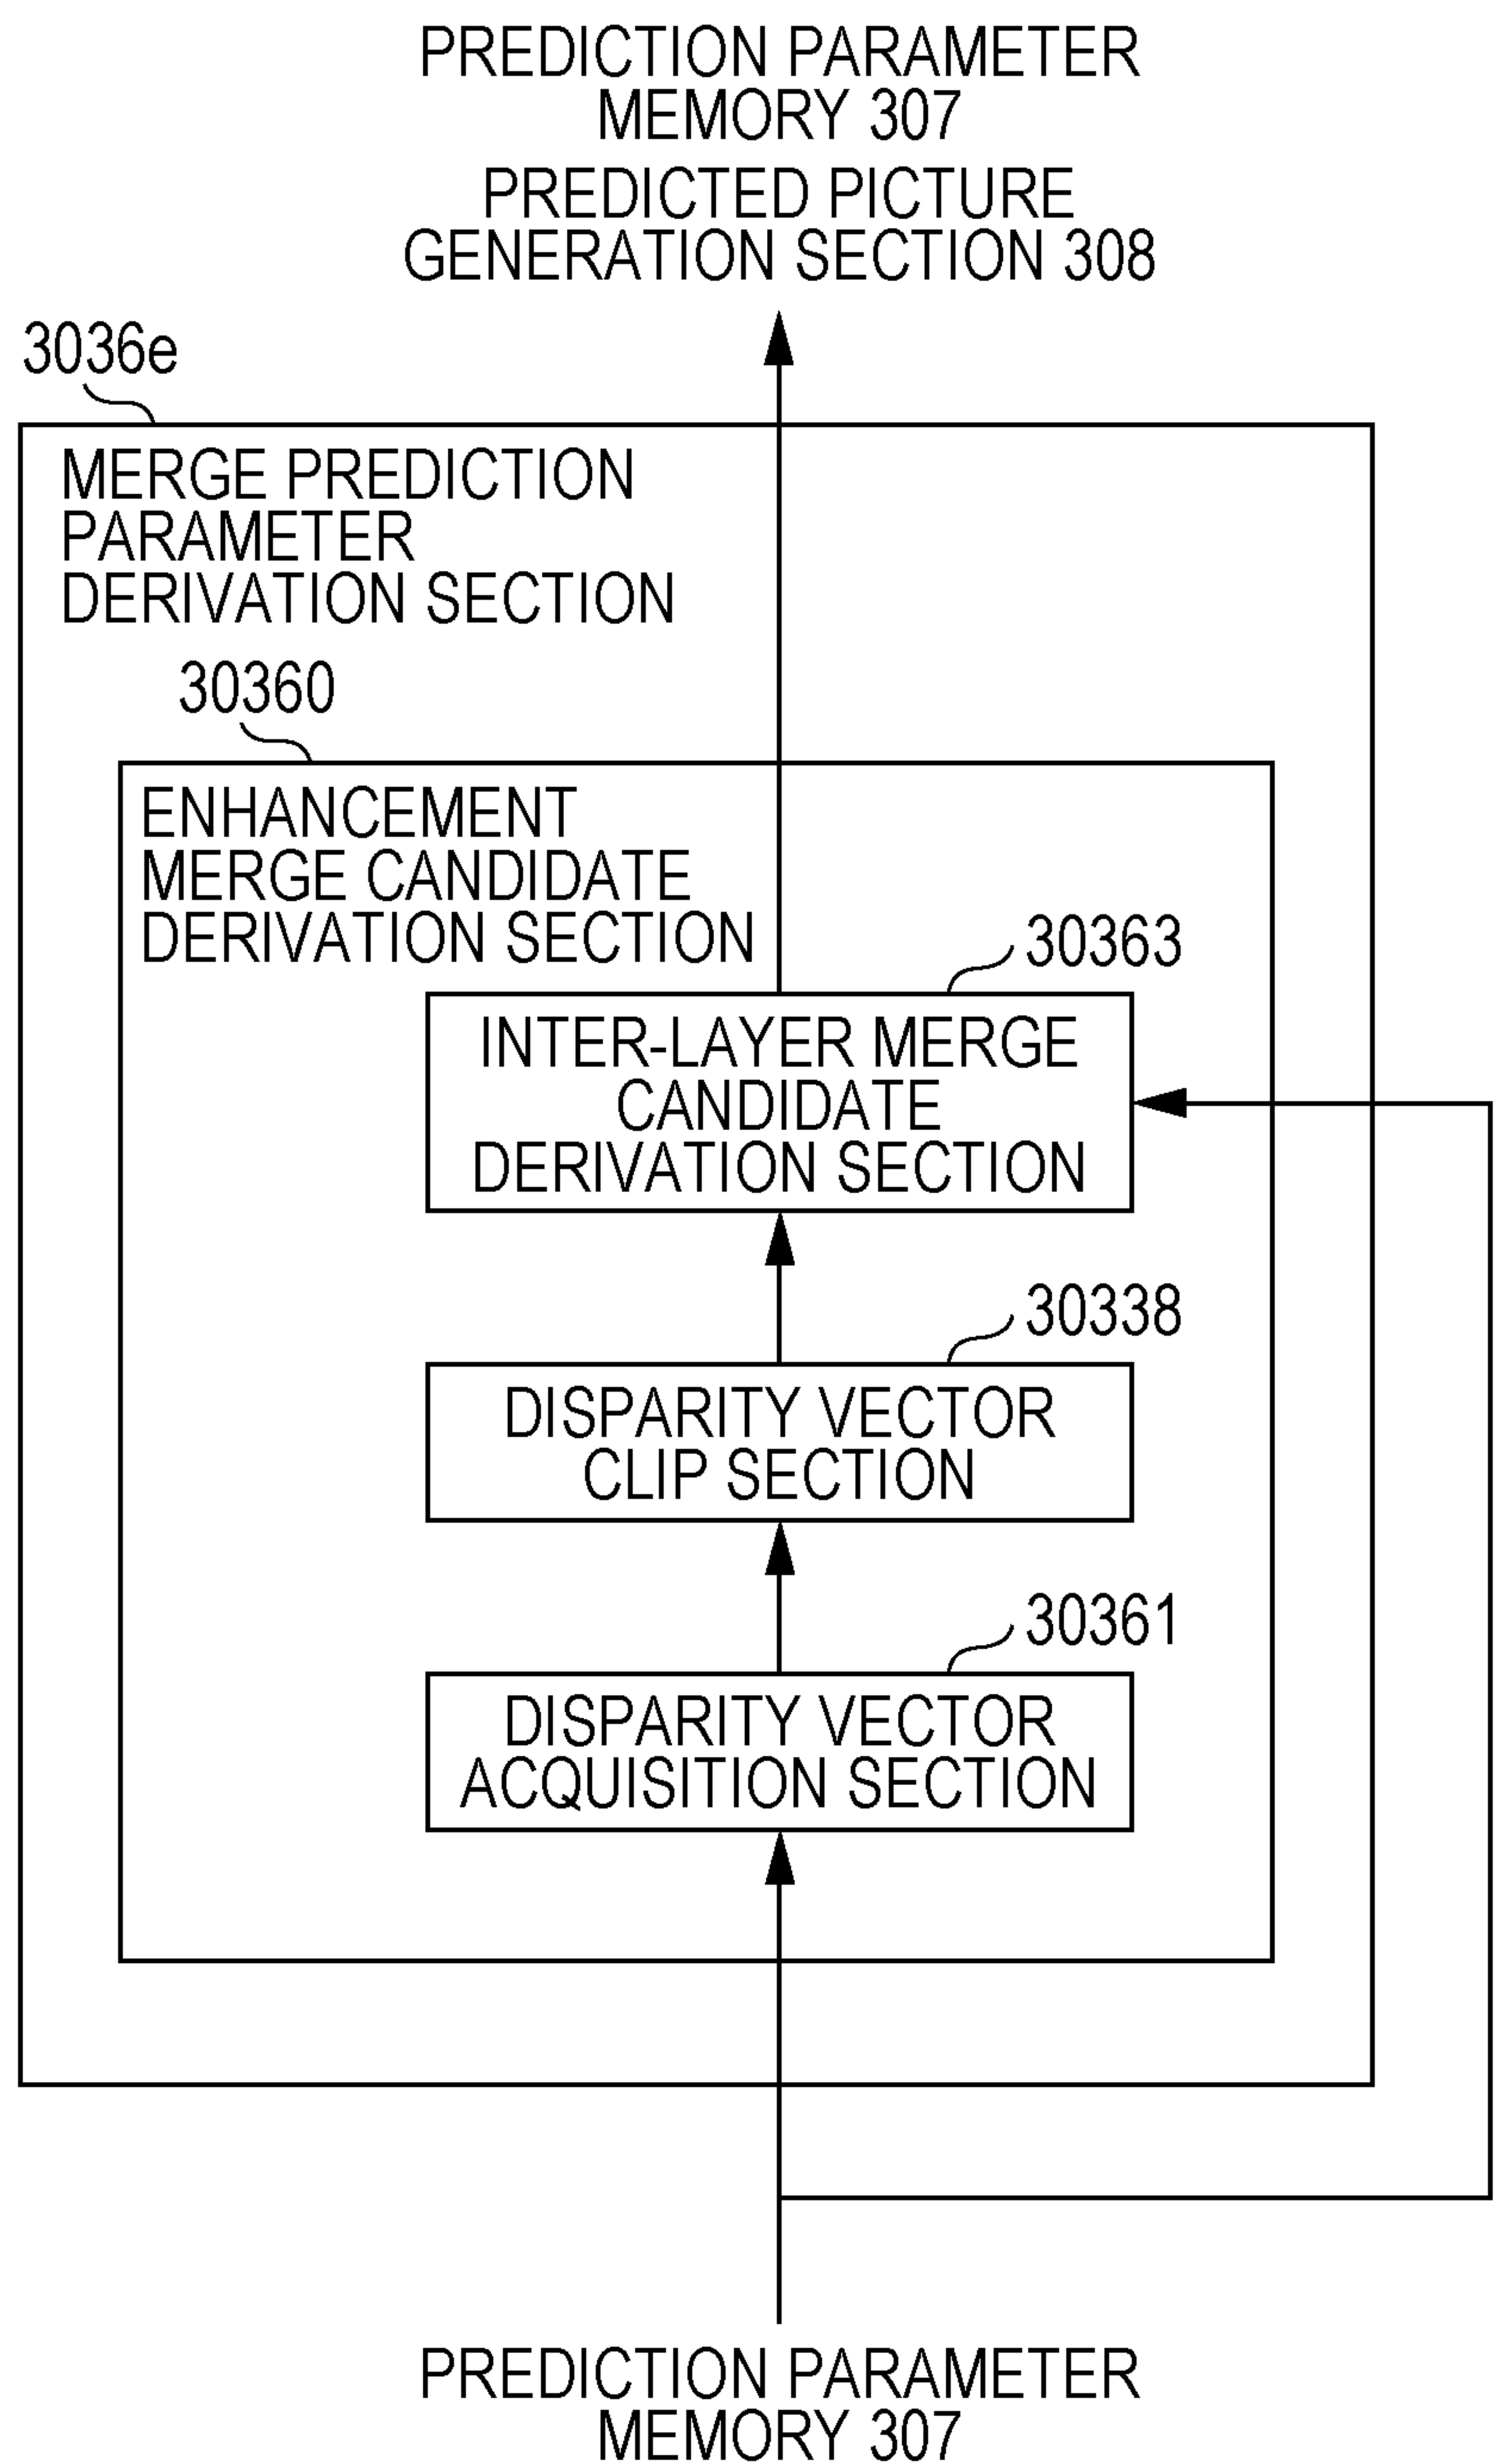 PREDICTION PARAMETER
MEMORY 307
PREDICTED PICTURE
GENERATION SECTION 308
3036e
MERGE PREDICTION
PARAMETER
DERIVATION SECTION
30360
ENHANCEMENT
MERGE CANDIDATE
DERIVATION SECTION
30363
INTER-LAYER MERGE
CANDIDATE
DERIVATION SECTION
30338
DISPARITY VECTOR
CLIP SECTION
30361
DISPARITY VECTOR
ACQUISITION SECTION
PREDICTION PARAMETER
MEMORY 307